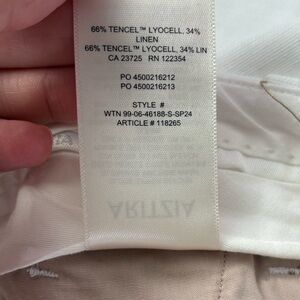 66% TENCEL™ LYOCELL, 34%
LINEN
66% TENCEL™ LYOCELL, 34% LIN
CA 23725 RN 122354
PO 4500216212
PO 4500216213
STYLE #
WTN 99-06-46188-S-SP24
ARTICLE # 118265
ARITZIA